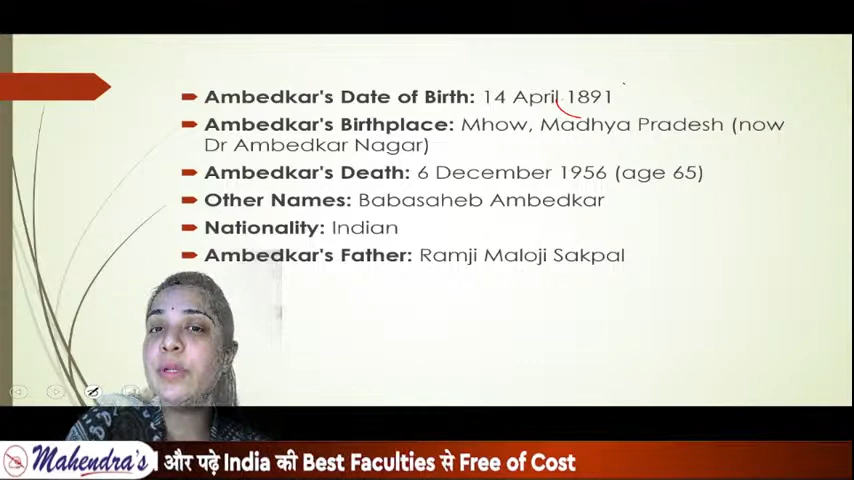 Ambedkar's Date of Birth: 14 April 1891
Ambedkar's Birthplace: Mhow, Madhya Pradesh (now
Dr Ambedkar Nagar)
Ambedkar's Death: 6 December 1956 (age 65)
Other Names: Babasaheb Ambedkar
Nationality: Indian
Ambedkar's Father: Ramji Maloji Sakpal
Mahendra's और पढ़े India की Best Faculties से Free of Cost